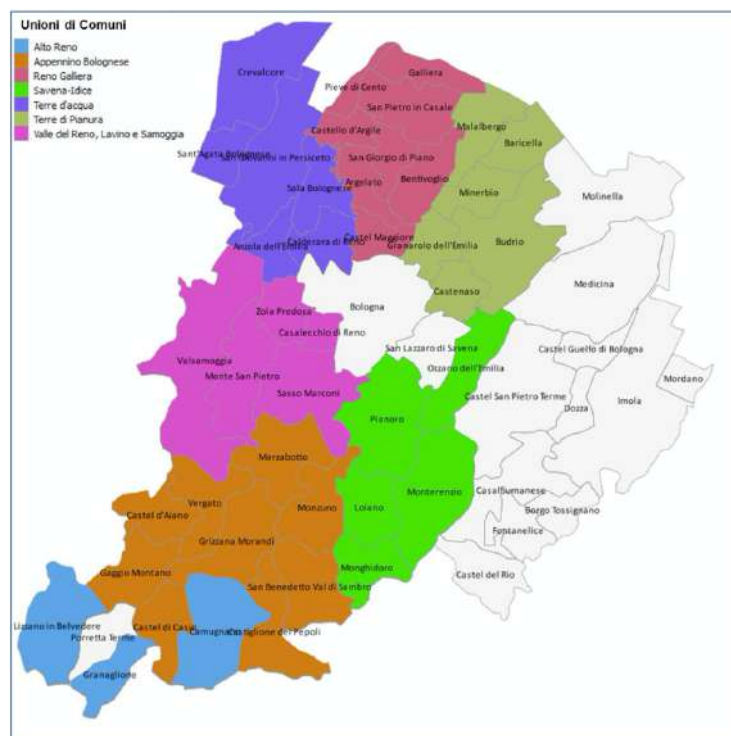 Unioni di Comuni
Alto Reno
Appennino Bolognese
Reno Galliera
Savena-Idice
Terre d'acqua
Terre di Pianura
Valle del Reno, Lavino e Samoggia
Crevalcore
Galliera
Pieve di Cento
San Pietro in Casale
Castello d'Argile
Malalbergo
Baricella
Sant'Agata Bolognese
San Giovanni in Persiceto
San Giorgio di Piano
Argelato
Bentivoglio
Sala Bolognese
Minerbio
Molinella
Castel Maggiore
Granarolo dell'Emilia
Budrio
Anzola dell'Emilia
Calderara di Reno
Castenaso
Medicina
Bologna
Zola Predosa
Casalecchio di Reno
San Lazzaro di Savena
Castel Guelfo di Bologna
Valsamoggia
Ozzano dell'Emilia
Monte San Pietro
Mordano
Sasso Marconi
Castel San Pietro Terme
Dozza
Imola
Pianoro
Marzabotto
Monterenzio
Casalfiumanese
Vergato
Monzuno
Loiano
Borgo Tossignano
Castel d'Aiano
Fontanelice
Grizzana Morandi
Monghidoro
Gaggio Montano
Castel del Rio
San Benedetto Val di Sambro
Lizzano in Belvedere
Castel di Casio
Camugnano
Castiglione dei Pepoli
Porretta Terme
Granaglione